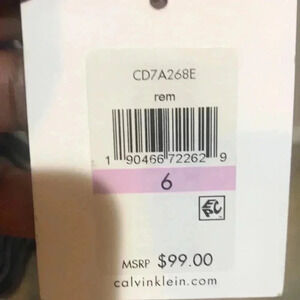 CD7A268E
rem
1 90466 72262 9
6
MSRP $99.00
calvinklein.com